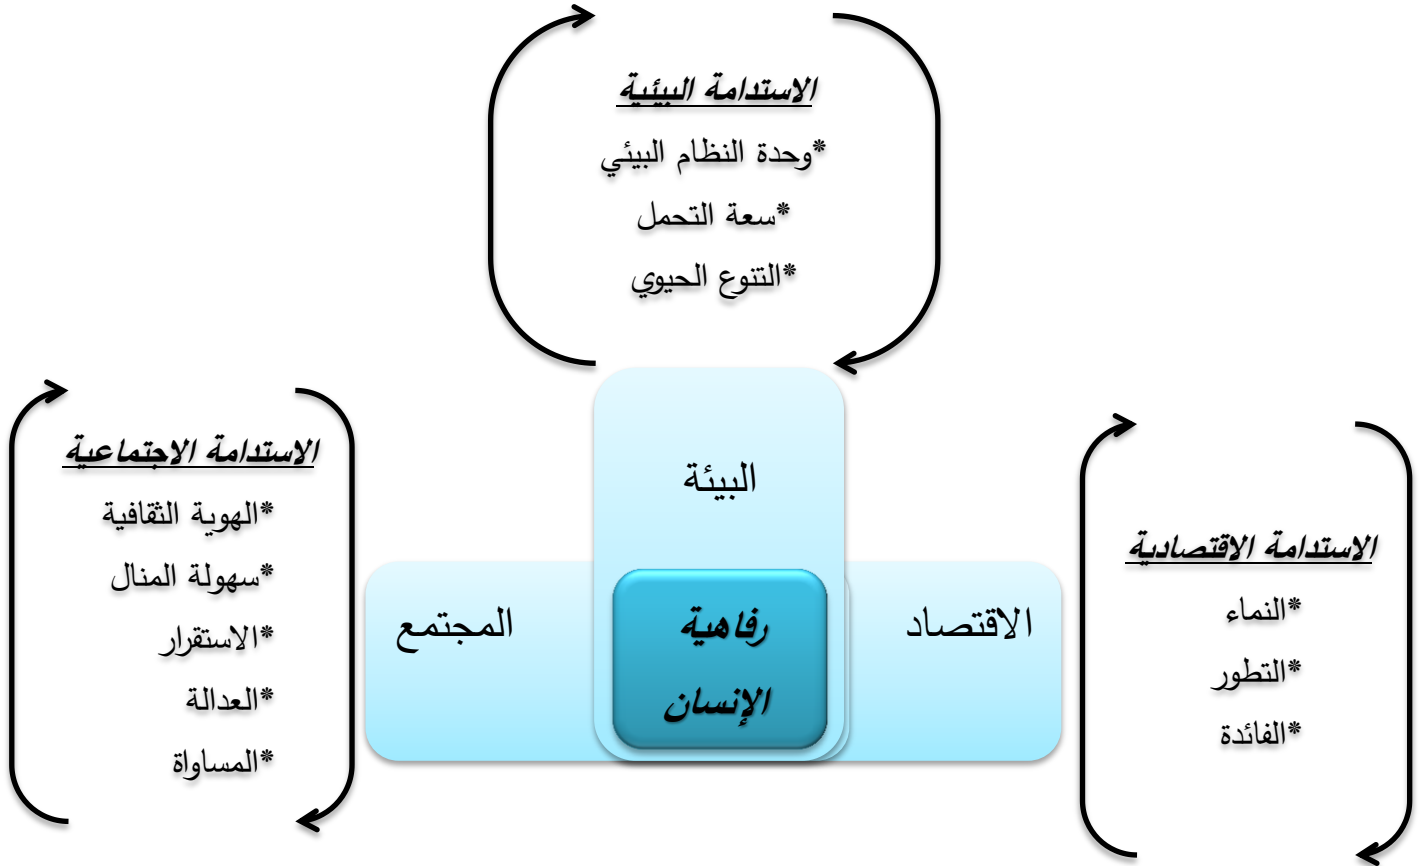 الاستدامة البيئية
*وحدة النظام البيئي
*سعة التحمل
*التنوع الحيوي
البيئة
الاقتصاد
رفاهية
الإنسان
المجتمع
الاستدامة الاقتصادية
*النماء
*التطور
*الفائدة
الاستدامة الاجتماعية
*الهوية الثقافية
*سهولة المنال
*الاستقرار
*العدالة
*المساواة